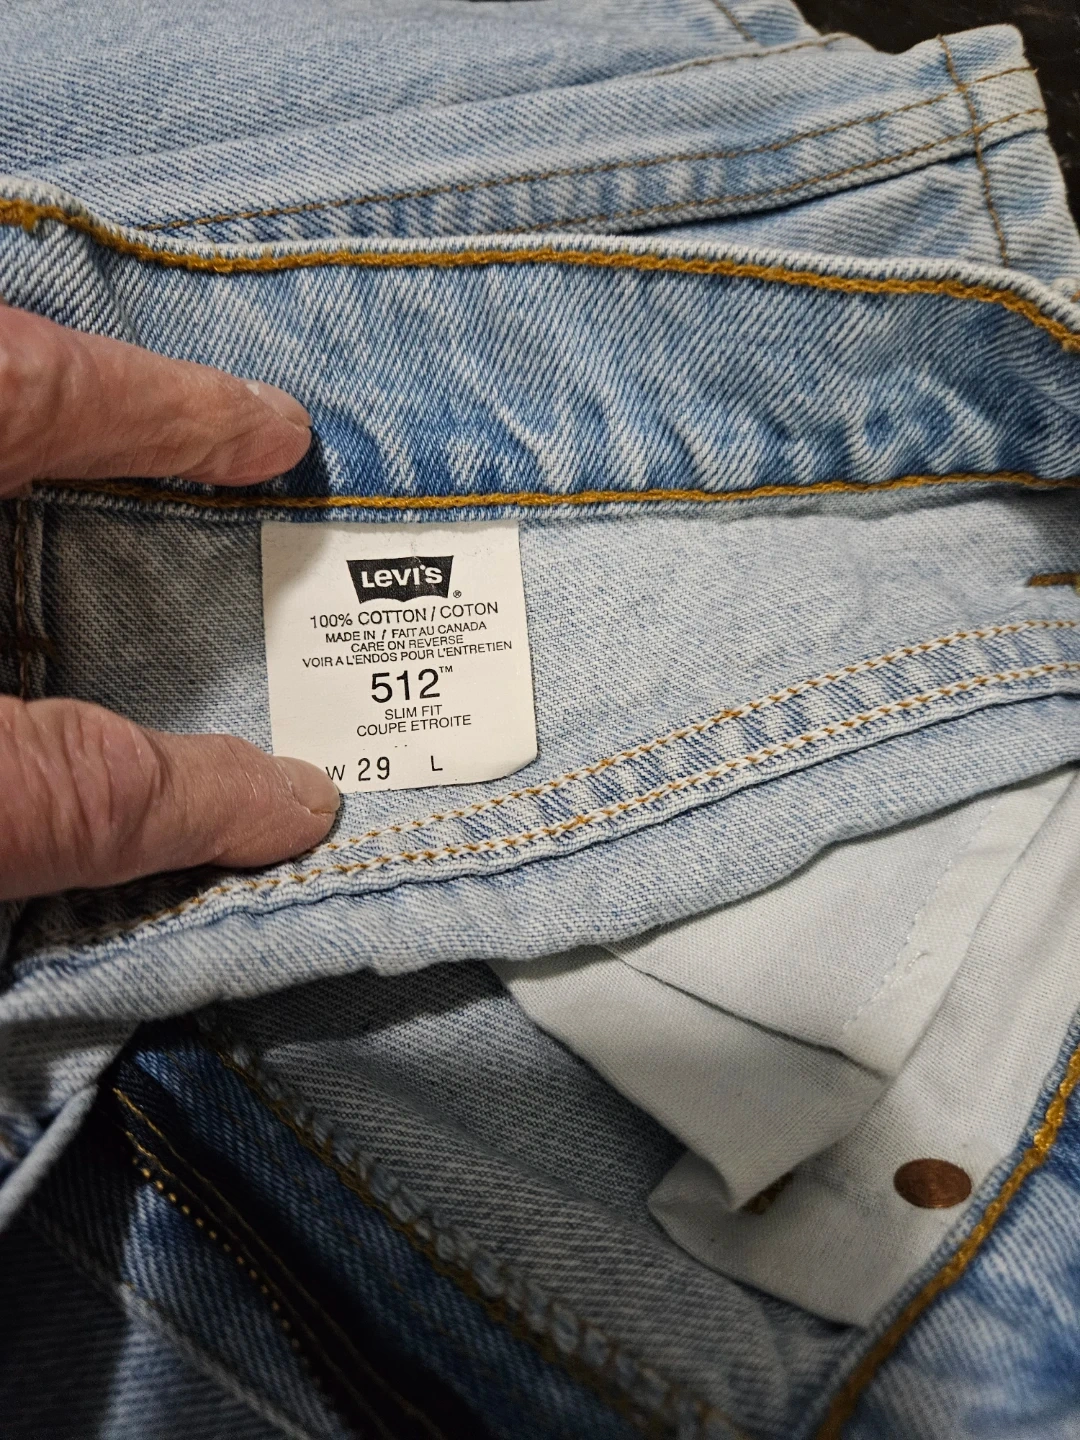 Levi's®
100% COTTON / COTON
MADE IN / FAIT AU CANADA
CARE ON REVERSE
VOIR A L'ENDOS POUR L'ENTRETIEN
512™
SLIM FIT
COUPE ETROITE
W 29 L